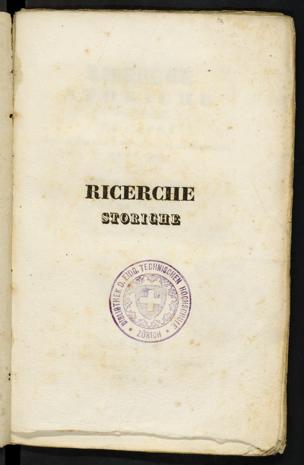 RICERCHE
STORICHE
BIBLIOTHEK D. EIDG. TECHNISCHEN HOCHSCHULE
* ZÜRICH *